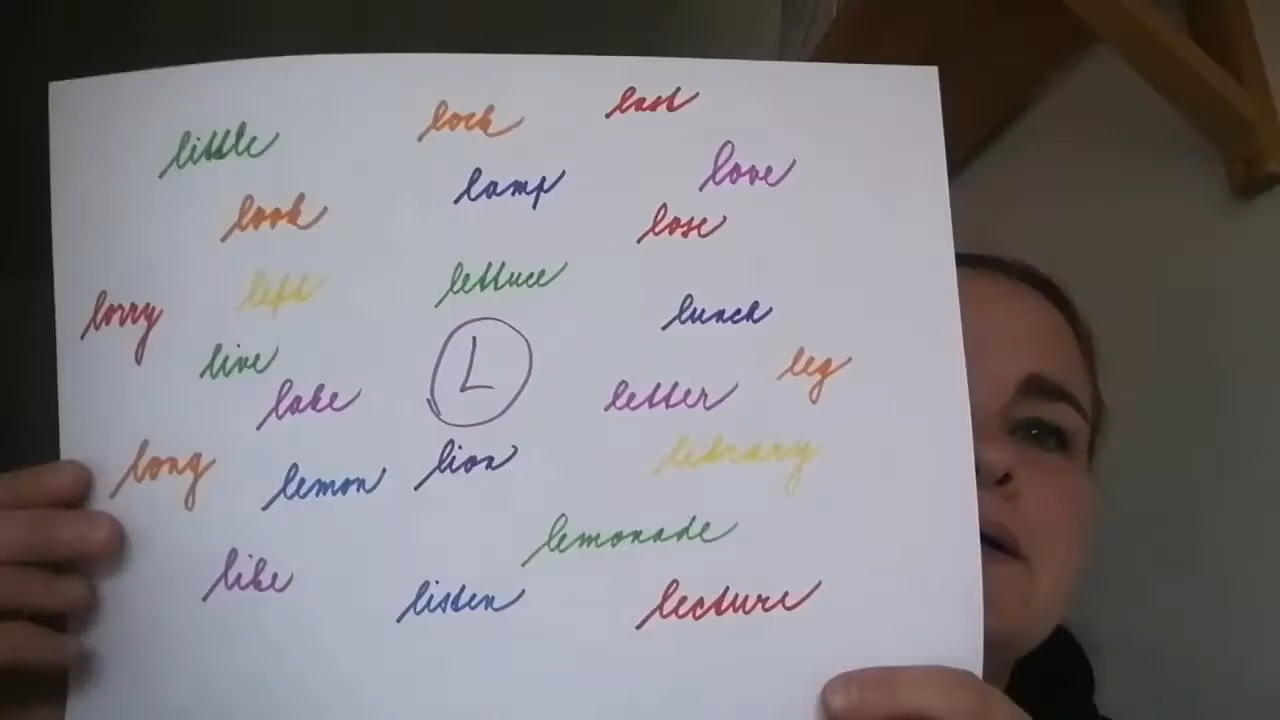 last
lock
little
love
lamp
look
lose
lettuce
left
lorry
lunch
live
leg
L
lake
letter
library
lion
long
lemon
lemonade
like
listen
lecture